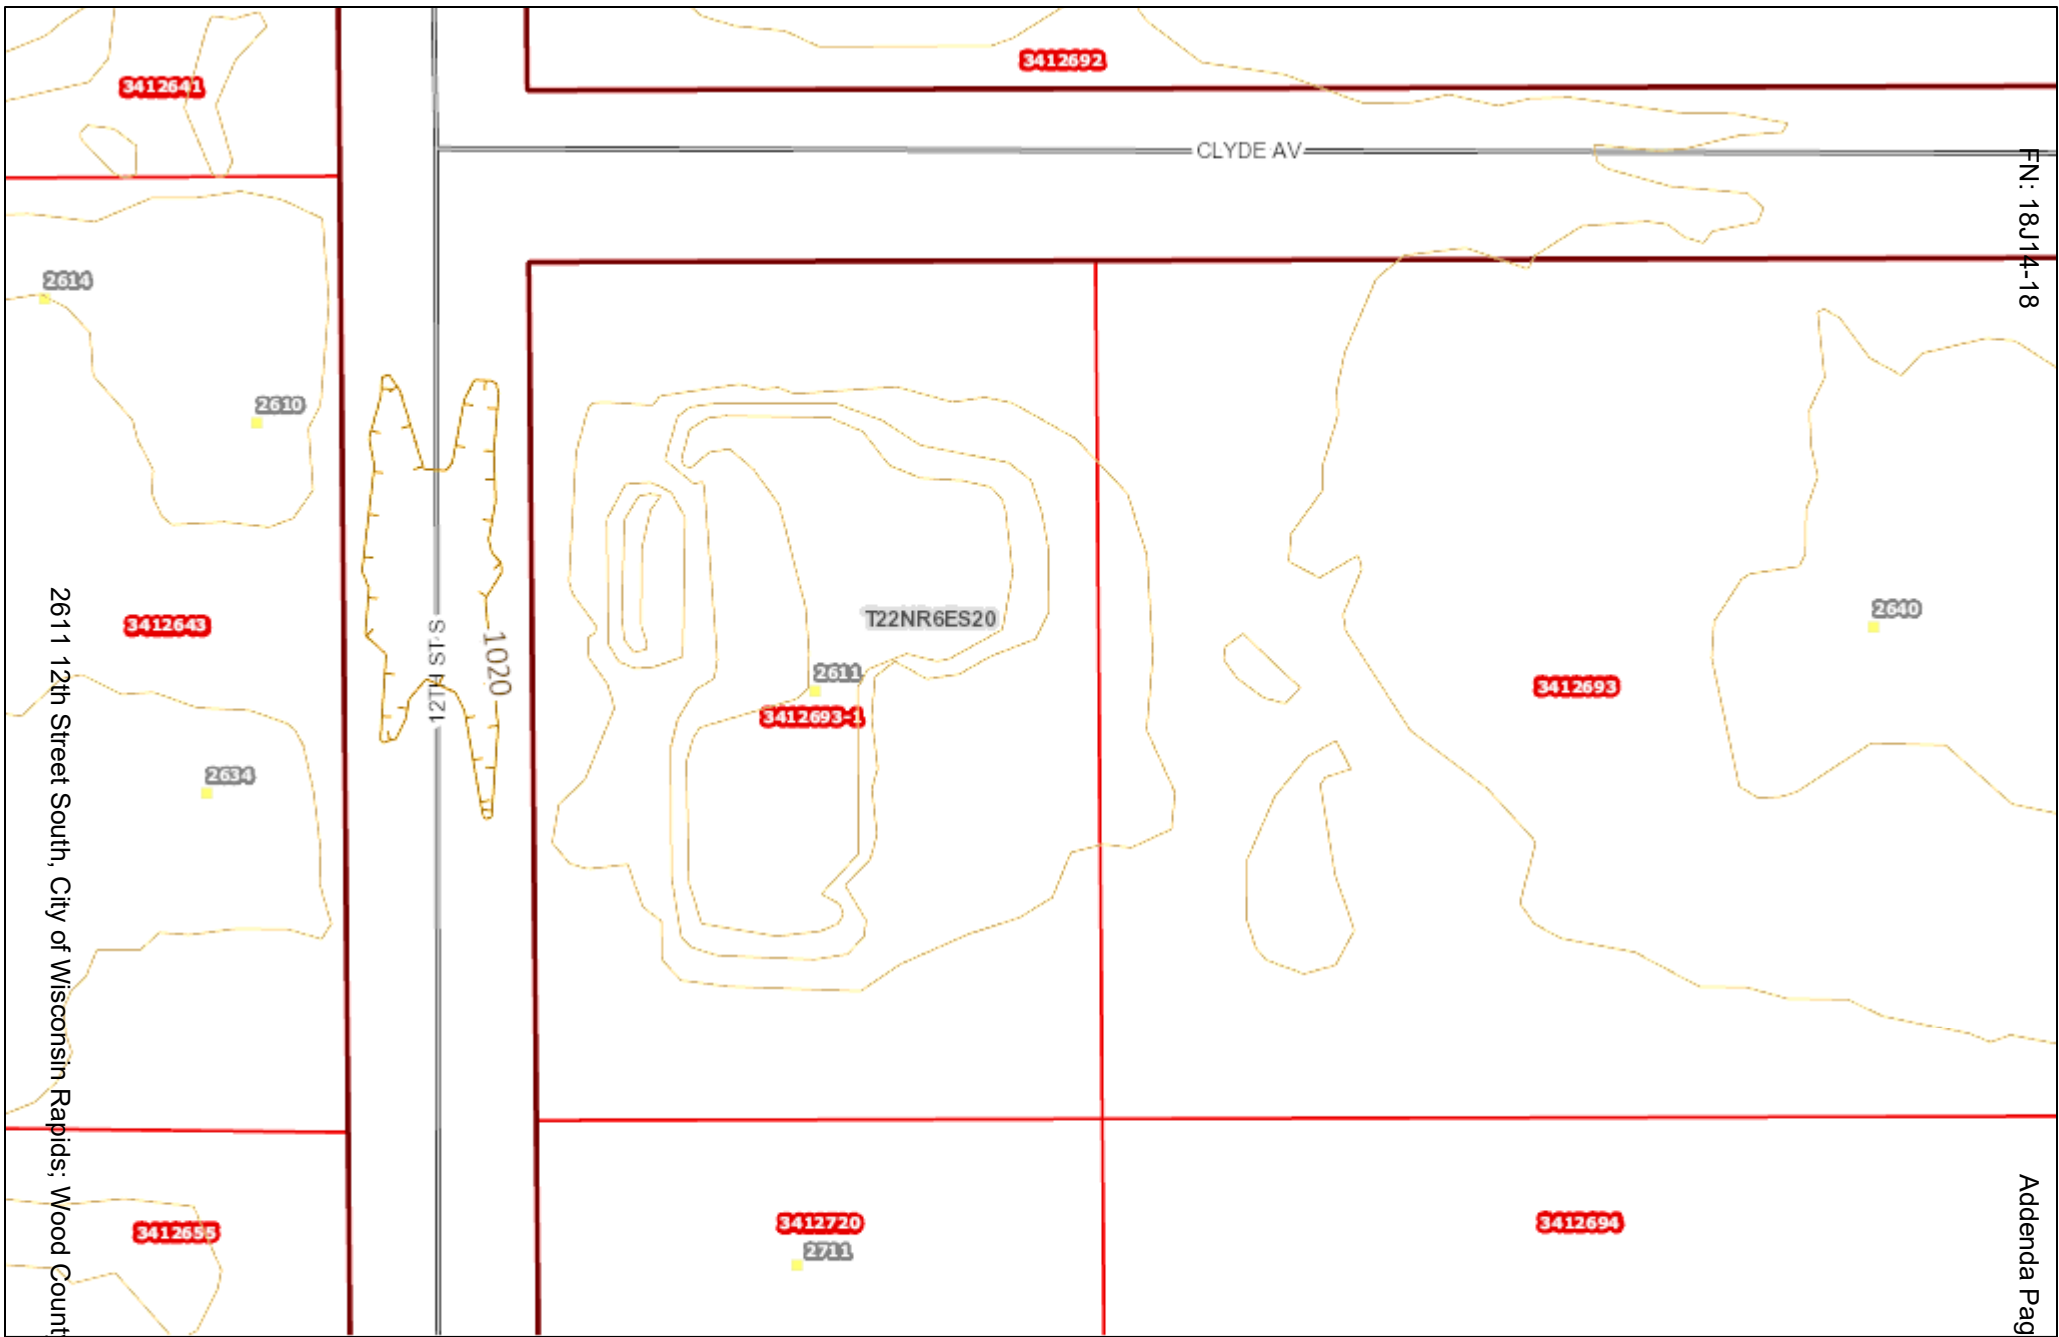 3412692
3412641
CLYDE AV
FN: 18J14-18
2614
2610
T22NR6ES20
2640
3412643
12TH ST S
1020
2611
3412693
3412693-1
2634
2611 12th Street South, City of Wisconsin Rapids; Wood Count
Addenda Pag
3412655
3412720
3412694
2711